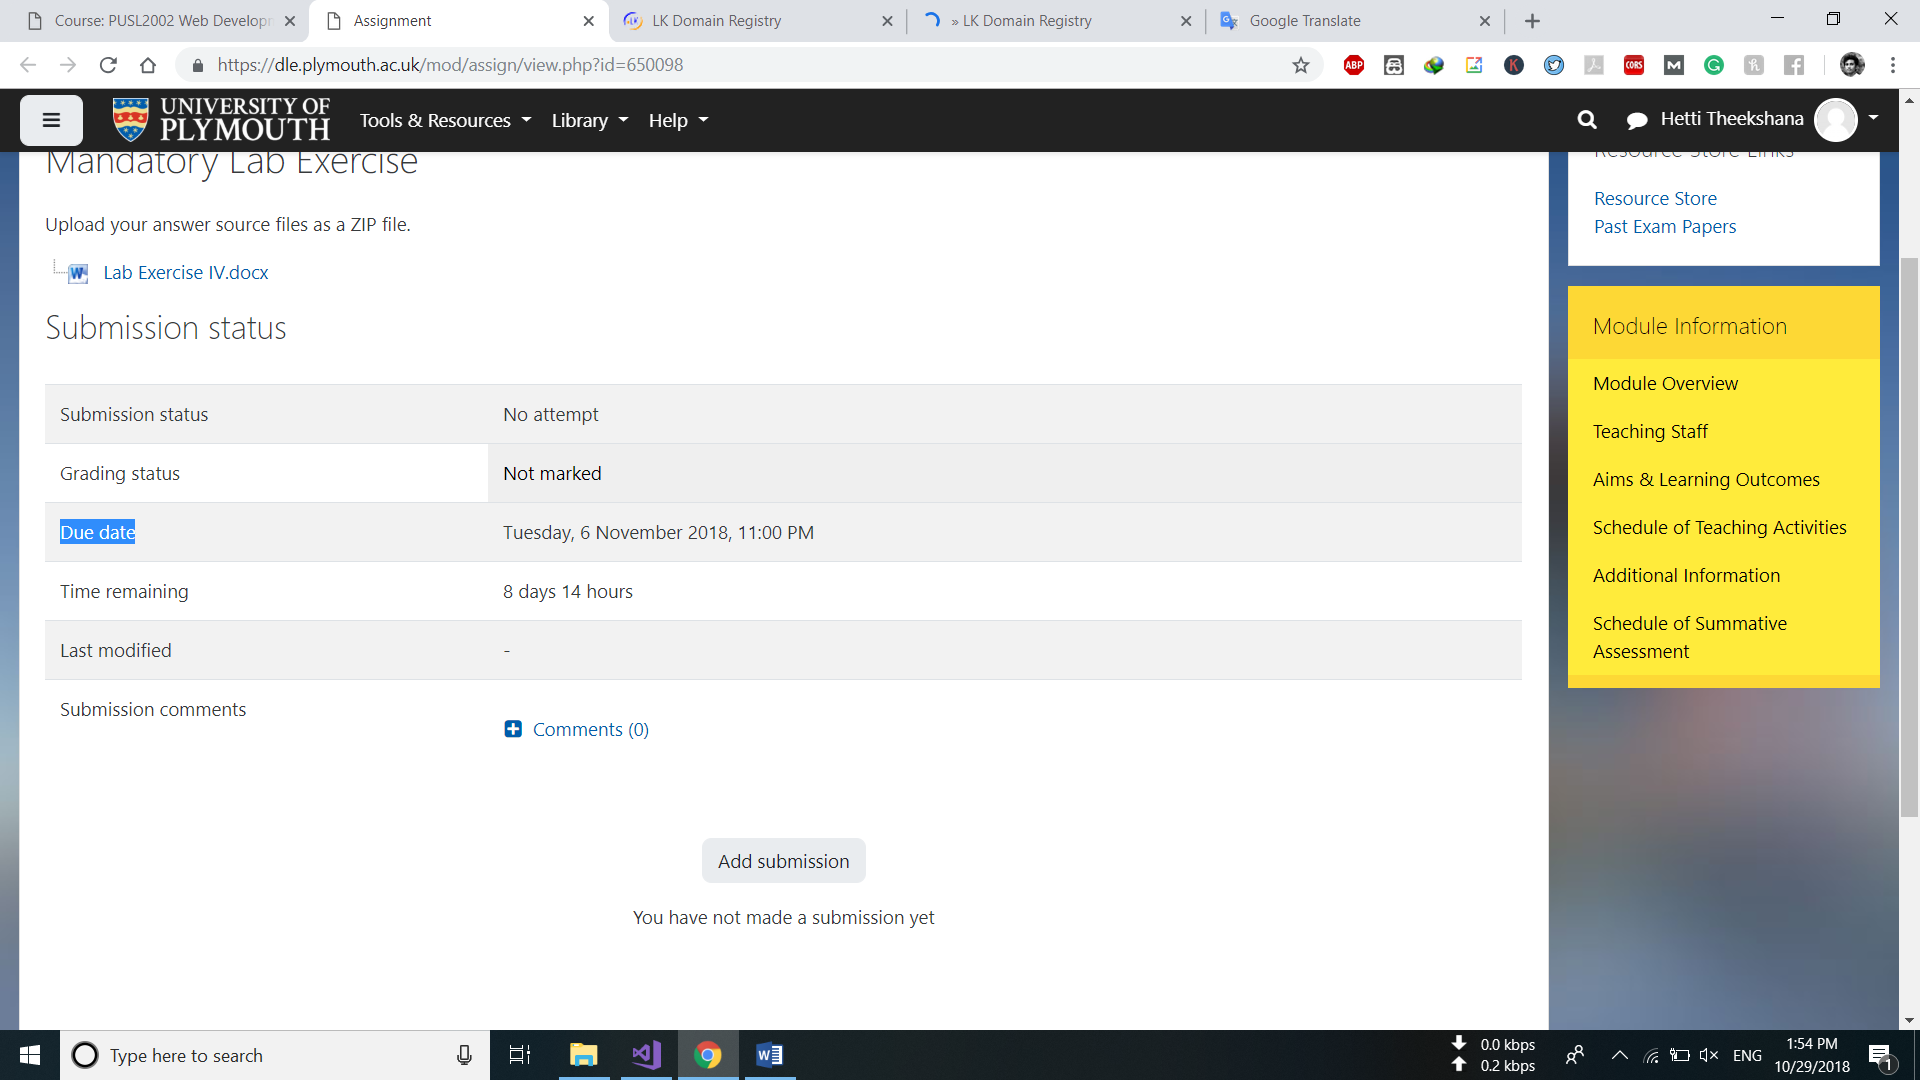 Course: PUSL2002 Web Developm
Assignment
LK Domain Registry
» LK Domain Registry
Google Translate
https://dle.plymouth.ac.uk/mod/assign/view.php?id=650098
ABP
CORS
UNIVERSITY OF
PLYMOUTH
Tools & Resources
Library
Help
Hetti Theekshana
Mandatory Lab Exercise
Upload your answer source files as a ZIP file.
Lab Exercise IV.docx
Submission status
Submission status
No attempt
Grading status
Not marked
Due date
Tuesday, 6 November 2018, 11:00 PM
Time remaining
8 days 14 hours
Last modified
-
Submission comments
Comments (0)
Add submission
You have not made a submission yet
Resource Store Links
Resource Store
Past Exam Papers
Module Information
Module Overview
Teaching Staff
Aims & Learning Outcomes
Schedule of Teaching Activities
Additional Information
Schedule of Summative
Assessment
Type here to search
0.0 kbps
0.2 kbps
ENG
1:54 PM
10/29/2018
1